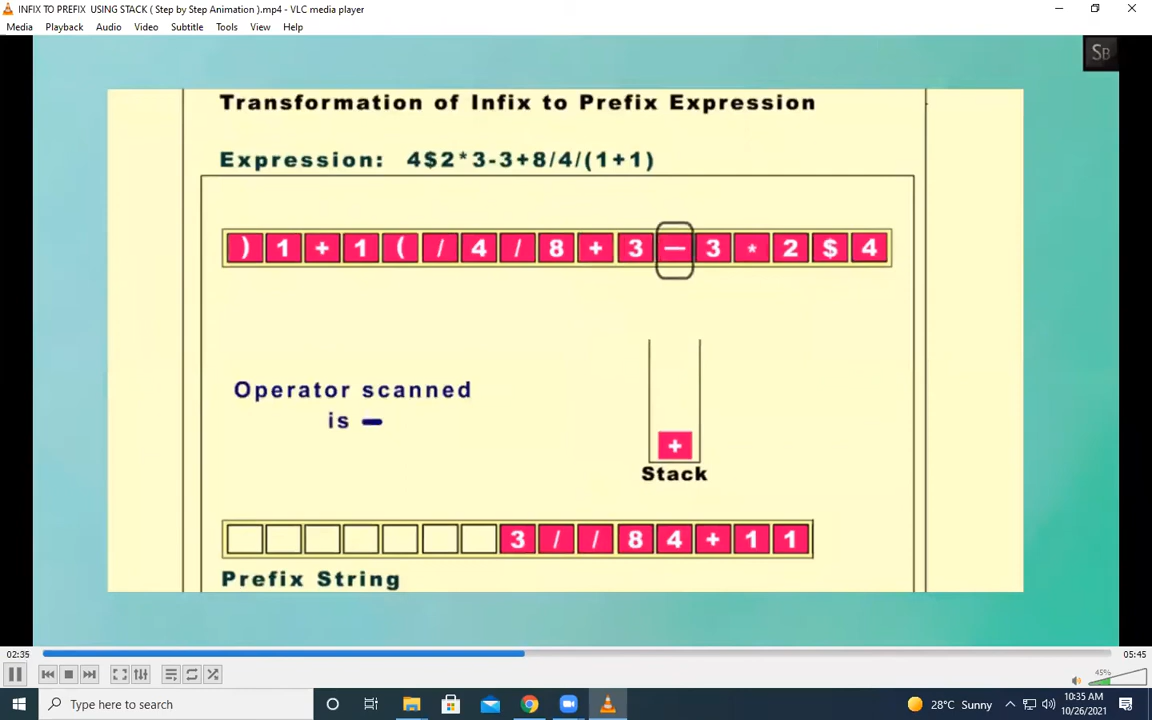 INFIX TO PREFIX USING STACK ( Step by Step Animation ).mp4 - VLC media player
Media Playback Audio Video Subtitle Tools View Help
SB
Transformation of Infix to Prefix Expression
Expression: 4$2*3-3+8/4/(1+1)
) 1 + 1 ( / 4 / 8 + 3 — 3 * 2 $ 4
Operator scanned
is –
+
Stack
3 / / 8 4 + 1 1
Prefix String
02:35 05:45
45%
Type here to search
28°C Sunny
10:35 AM
10/26/2021